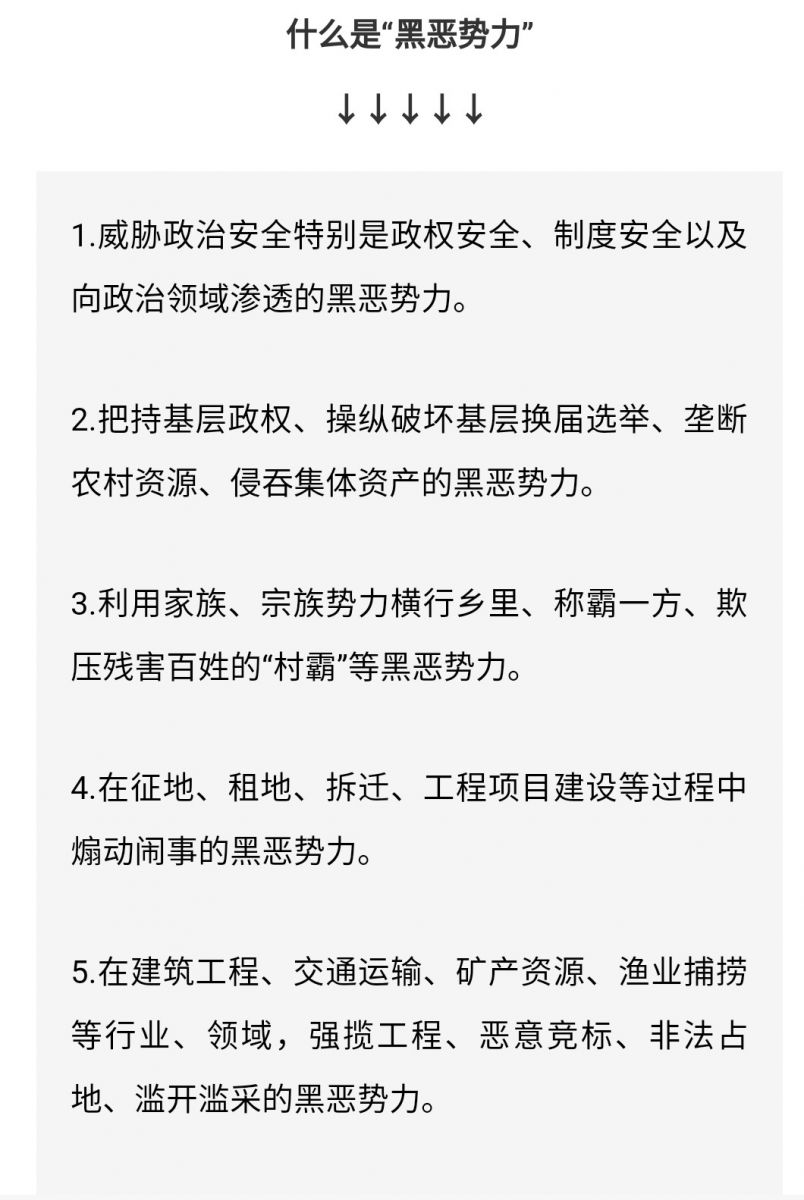 什么是“黑恶势力”
↓↓↓↓↓
1.威胁政治安全特别是政权安全、制度安全以及
向政治领域渗透的黑恶势力。
2.把持基层政权、操纵破坏基层换届选举、垄断
农村资源、侵吞集体资产的黑恶势力。
3.利用家族、宗族势力横行乡里、称霸一方、欺
压残害百姓的“村霸”等黑恶势力。
4.在征地、租地、拆迁、工程项目建设等过程中
煽动闹事的黑恶势力。
5.在建筑工程、交通运输、矿产资源、渔业捕捞
等行业、领域，强揽工程、恶意竞标、非法占
地、滥开滥采的黑恶势力。